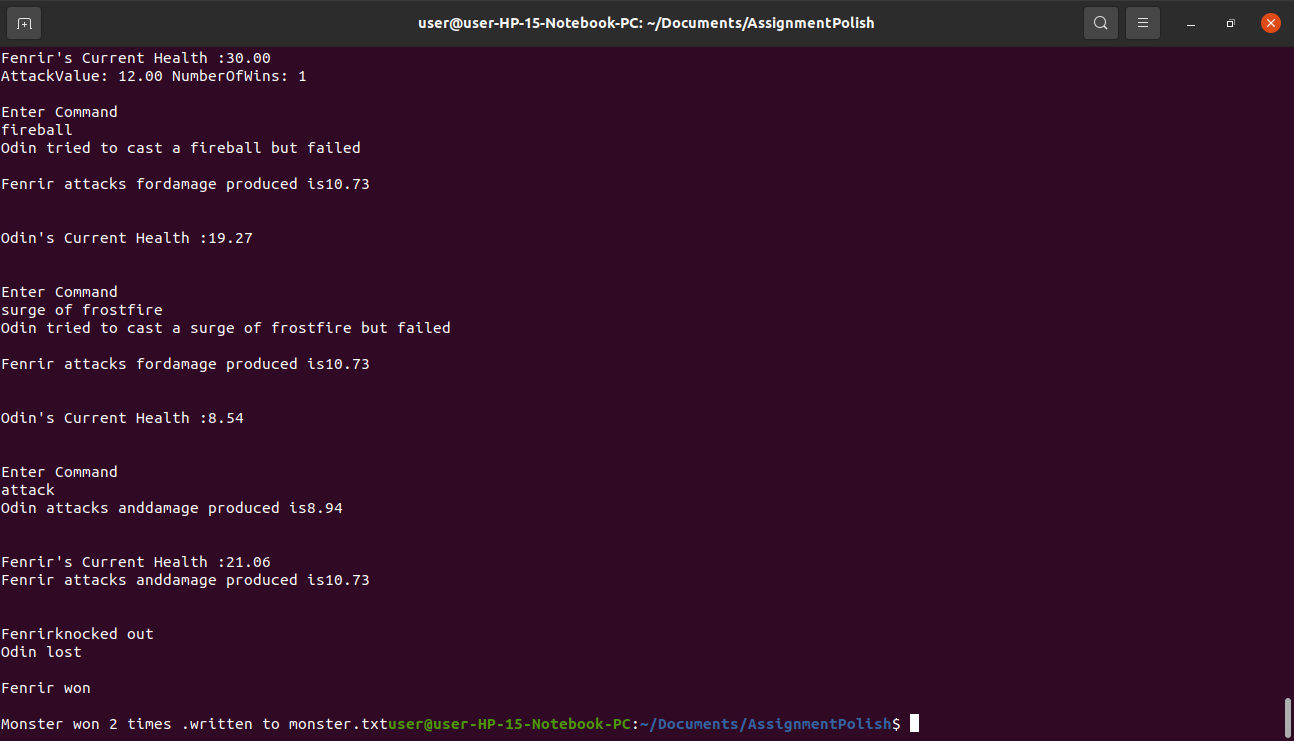 user@user-HP-15-Notebook-PC: ~/Documents/AssignmentPolish
Fenrir's Current Health :30.00
AttackValue: 12.00 NumberOfWins: 1
Enter Command
fireball
Odin tried to cast a fireball but failed
Fenrir attacks fordamage produced is10.73
Odin's Current Health :19.27
Enter Command
surge of frostfire
Odin tried to cast a surge of frostfire but failed
Fenrir attacks fordamage produced is10.73
Odin's Current Health :8.54
Enter Command
attack
Odin attacks anddamage produced is8.94
Fenrir's Current Health :21.06
Fenrir attacks anddamage produced is10.73
Fenrirknocked out
Odin lost
Fenrir won
Monster won 2 times .written to monster.txtuser@user-HP-15-Notebook-PC:~/Documents/AssignmentPolish$